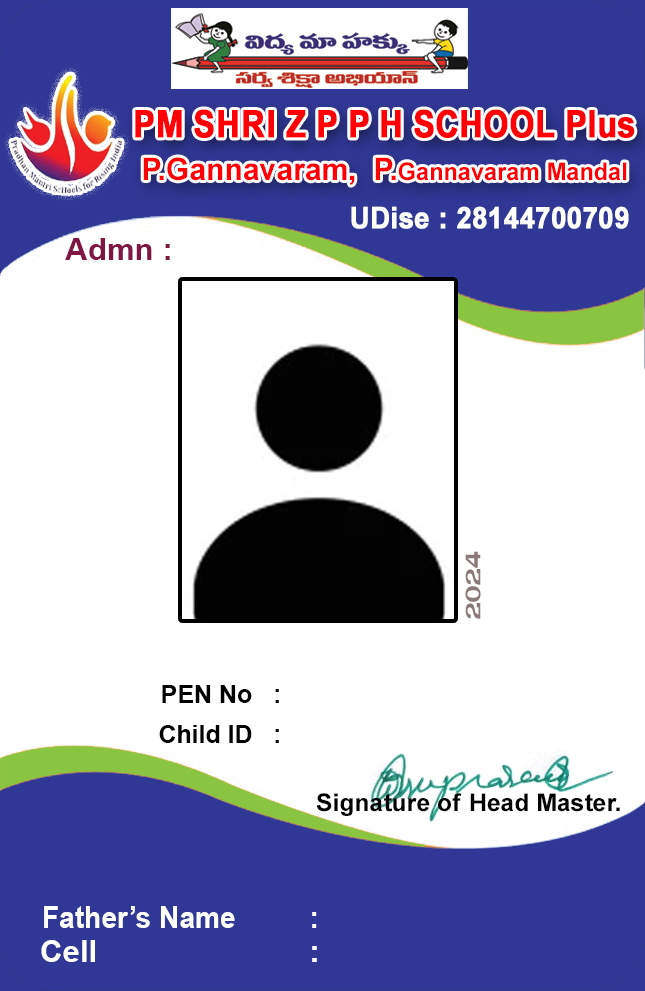 విద్య మా హక్కు
సర్వ శిక్షా అభియాన్
Pradhan Mantri Schools for Rising India
PM SHRI Z P P H SCHOOL Plus
P.Gannavaram, P.Gannavaram Mandal
UDise : 28144700709
Admn :
2024
PEN No :
Child ID :
Signature of Head Master.
Father's Name :
Cell :